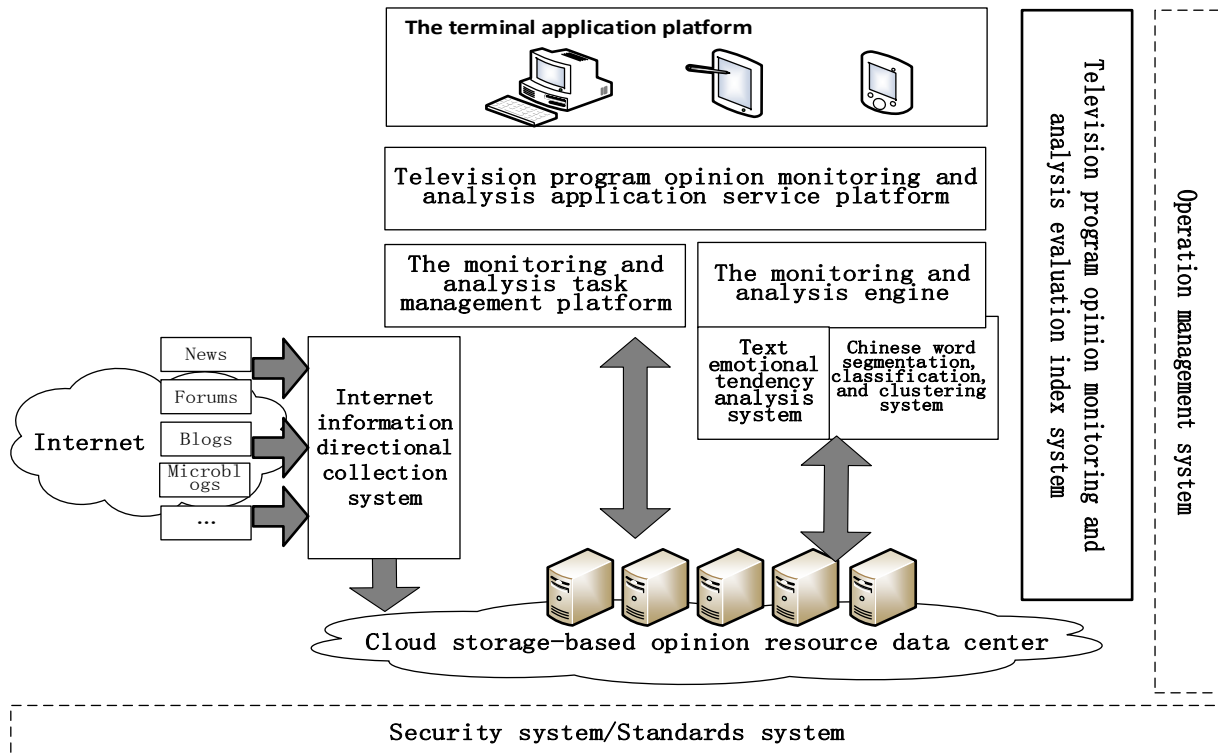 The terminal application platform
Television program opinion monitoring and
analysis application service platform
The monitoring and
analysis task
management platform
The monitoring and
analysis engine
Text
emotional
tendency
analysis
system
Chinese word
segmentation,
classification,
and clustering
system
Television program opinion monitoring and
analysis evaluation index system
Operation management system
Internet
News
Forums
Blogs
Microbl
ogs
...
Internet
information
directional
collection
system
Cloud storage-based opinion resource data center
Security system/Standards system